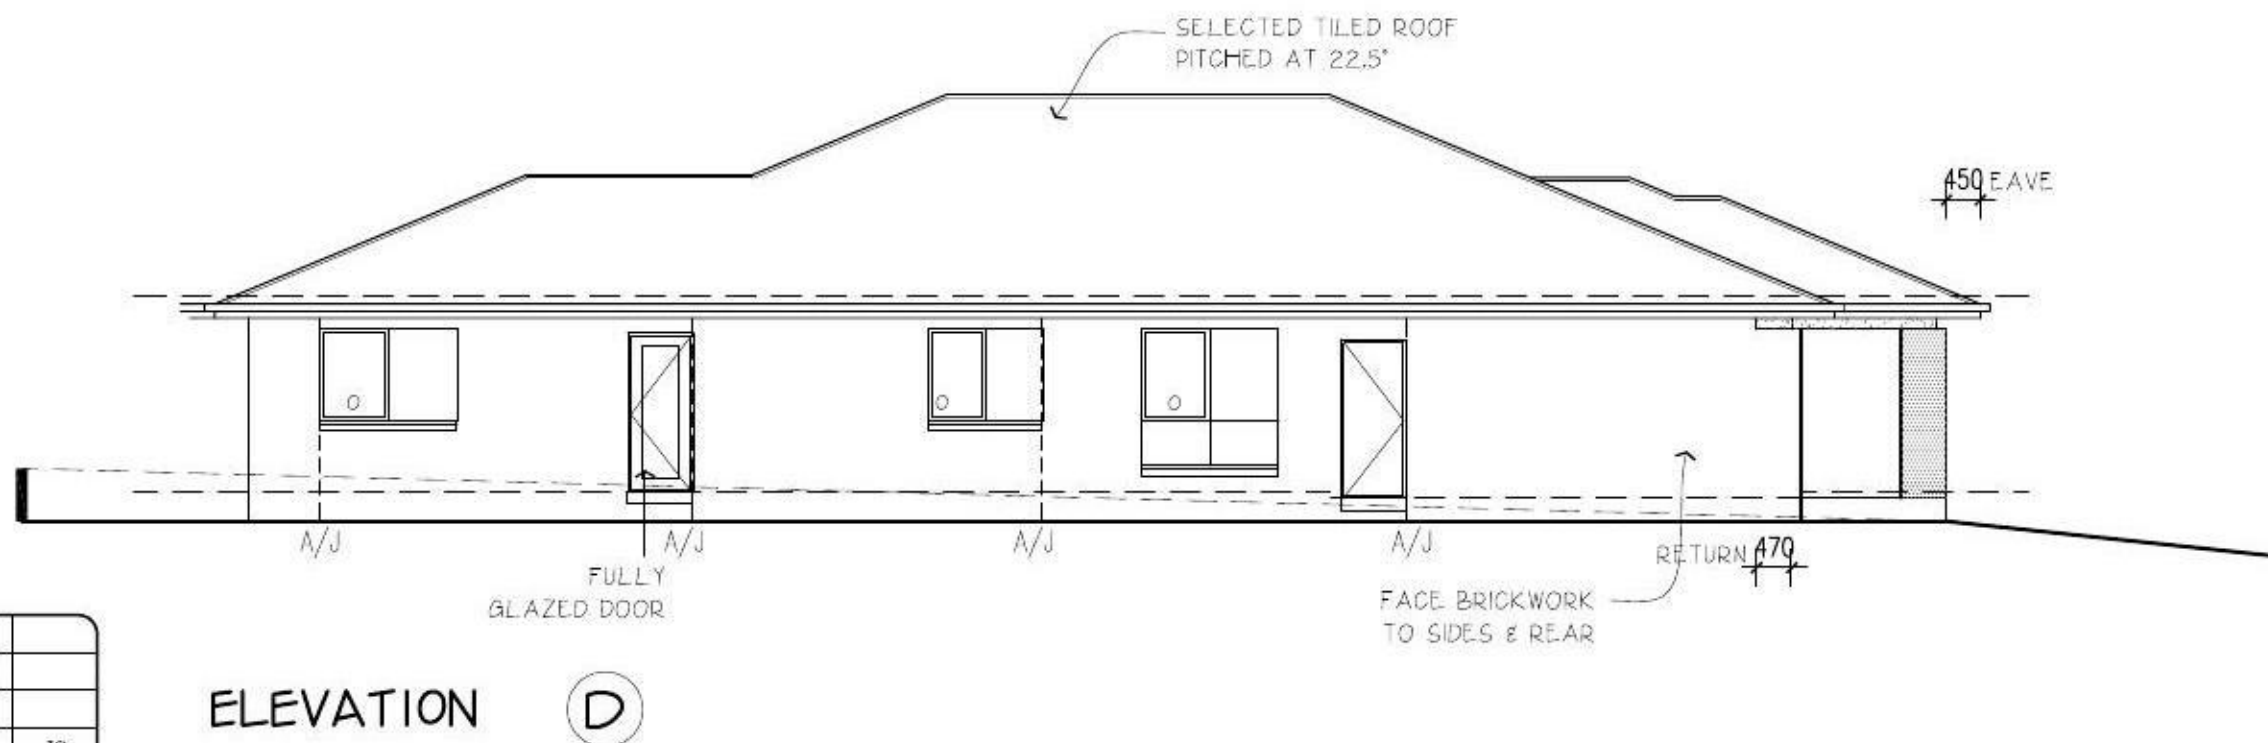 SELECTED TILED ROOF
PITCHED AT 22.5°
450 EAVE
O
O
O
A/J
A/J
A/J
A/J
RETURN 470
FULLY
GLAZED DOOR
FACE BRICKWORK
TO SIDES & REAR
ELEVATION D